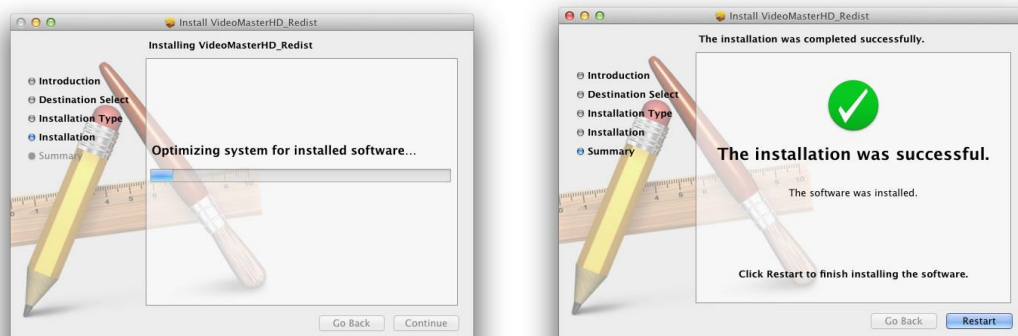 Install VideoMasterHD_Redist
Installing VideoMasterHD_Redist
Introduction
Destination Select
Installation Type
Installation
Summary
Optimizing system for installed software...
Go Back
Continue
Install VideoMasterHD_Redist
The installation was completed successfully.
Introduction
Destination Select
Installation Type
Installation
Summary
The installation was successful.
The software was installed.
Click Restart to finish installing the software.
Go Back
Restart